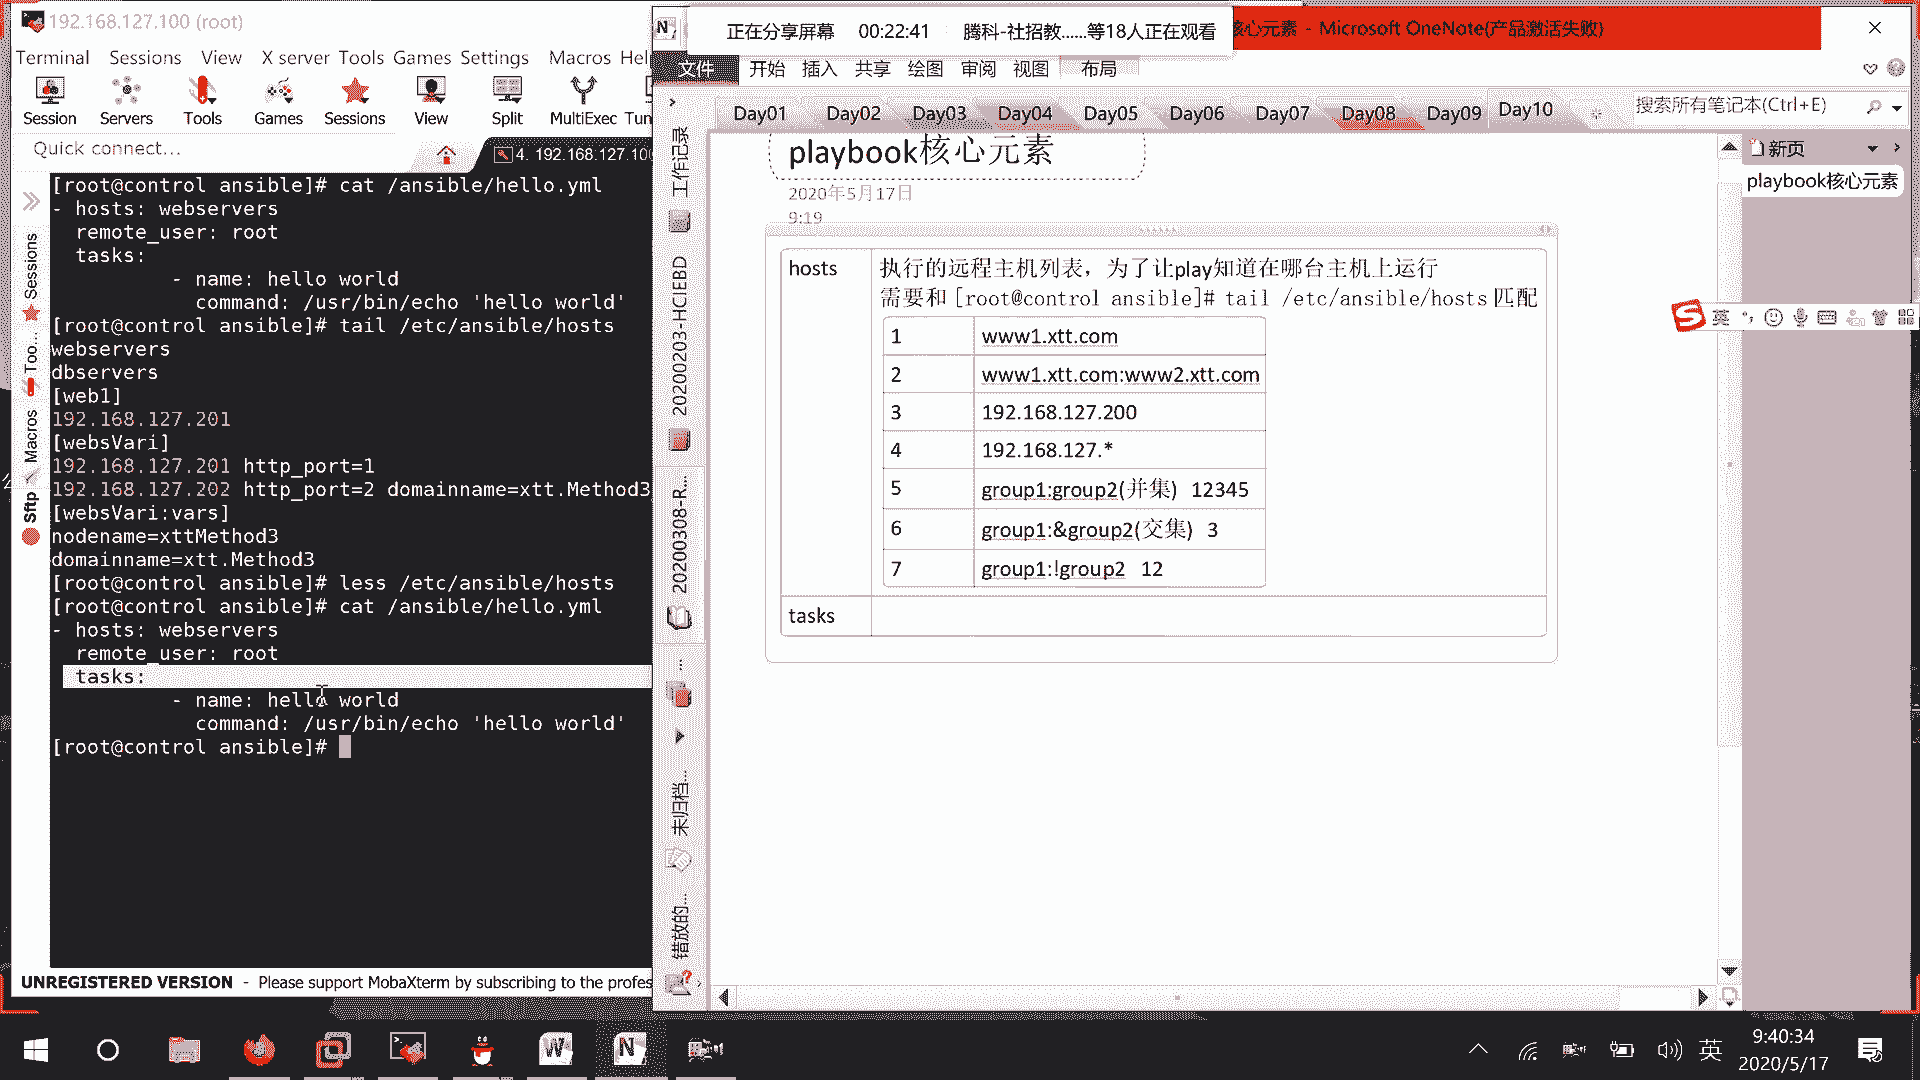 192.168.127.100 (root)
Terminal Sessions View X server Tools Games Settings Macros Hel
Session Servers Tools Games Sessions View Split MultiExec Tun
Quick connect...
4. 192.168.127.10
Sessions
Too...
Macros
Sftp
[root@control ansible]# cat /ansible/hello.yml
- hosts: webservers
remote_user: root
tasks:
- name: hello world
command: /usr/bin/echo 'hello world'
[root@control ansible]# tail /etc/ansible/hosts
webservers
dbservers
[web1]
192.168.127.201
[websVari]
192.168.127.201 http_port=1
192.168.127.202 http_port=2 domainname=xtt.Method3
[websVari:vars]
nodename=xttMethod3
domainname=xtt.Method3
[root@control ansible]# less /etc/ansible/hosts
[root@control ansible]# cat /ansible/hello.yml
- hosts: webservers
remote_user: root
tasks:
- name: hello world
command: /usr/bin/echo 'hello world'
[root@control ansible]#
UNREGISTERED VERSION - Please support MobaXterm by subscribing to the profes
正在分享屏幕 00:22:41 腾科-社招教......等18人正在观看
核心元素 - Microsoft OneNote(产品激活失败)
文件 开始 插入 共享 绘图 审阅 视图 布局
Day01 Day02 Day03 Day04 Day05 Day06 Day07 Day08 Day09 Day10
搜索所有笔记本(Ctrl+E)
工作记录
20200203-HCIEBD
20200308-R...
...
未归档...
错放的...
新页
playbook核心元素
playbook核心元素
2020年5月17日
9:19
hosts 执行的远程主机列表，为了让play知道在哪台主机上运行
需要和 [root@control ansible]# tail /etc/ansible/hosts 匹配
1 www1.xtt.com
2 www1.xtt.com:www2.xtt.com
3 192.168.127.200
4 192.168.127.*
5 group1:group2(并集) 12345
6 group1:&group2(交集) 3
7 group1:!group2 12
tasks
英
英
9:40:34
2020/5/17